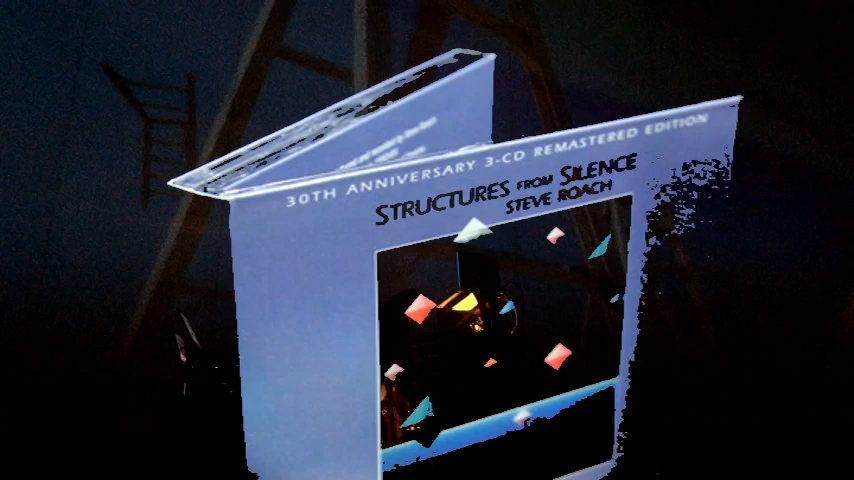 30TH ANNIVERSARY 3-CD REMASTERED EDITION
STRUCTURES FROM SILENCE
STEVE ROACH